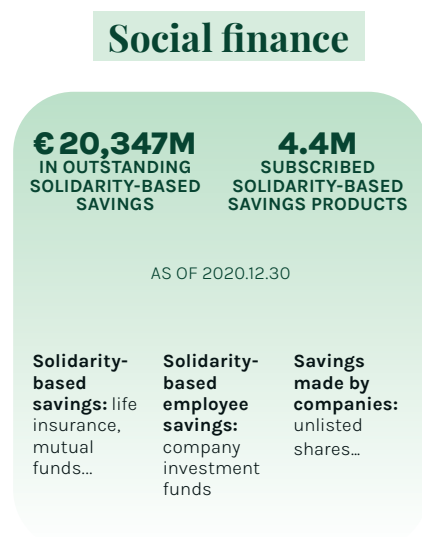 Social finance
€ 20,347M
IN OUTSTANDING
SOLIDARITY-BASED
SAVINGS
4.4M
SUBSCRIBED
SOLIDARITY-BASED
SAVINGS PRODUCTS
AS OF 2020.12.30
Solidarity-
based
savings: life
insurance,
mutual
funds...
Solidarity-
based
employee
savings:
company
investment
funds
Savings
made by
companies:
unlisted
shares...